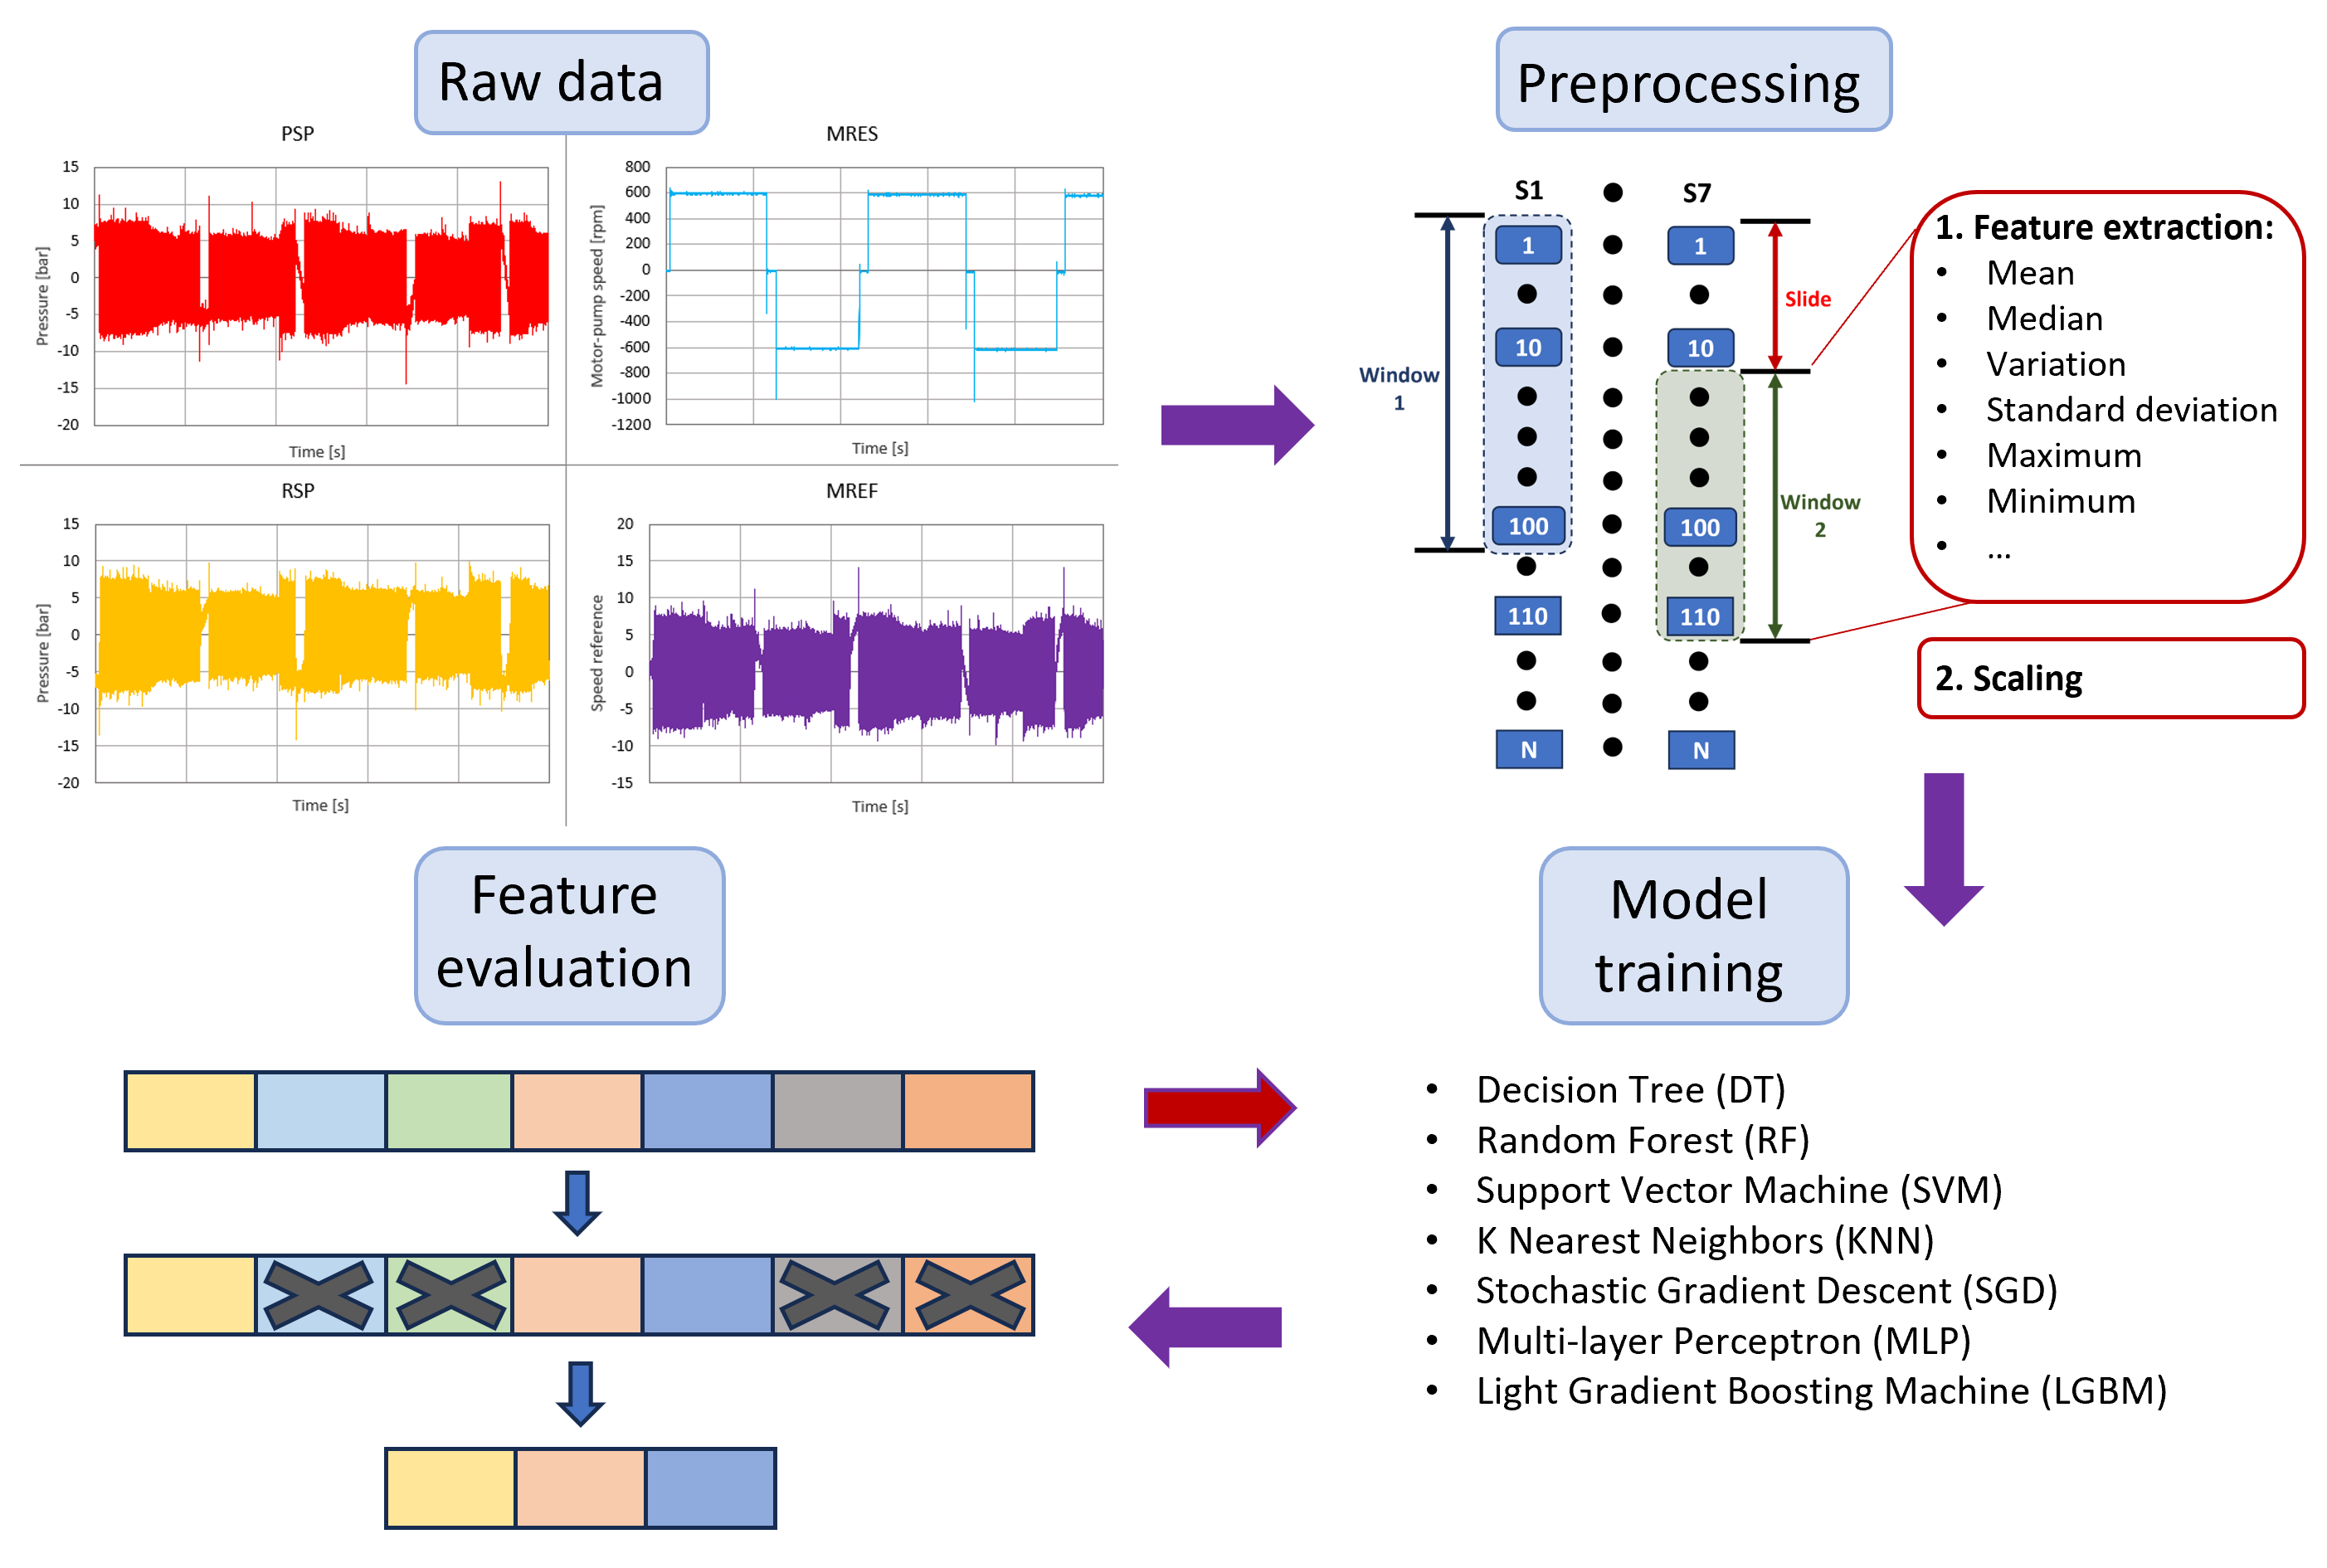 Raw data
PSP
15
10
5
0
-5
-10
-15
-20
Pressure [bar]
Time [s]
MRES
800
600
400
200
0
-200
-400
-600
-800
-1000
-1200
Motor-pump speed [rpm]
Time [s]
RSP
15
10
5
0
-5
-10
-15
-20
Pressure [bar]
Time [s]
MREF
20
15
10
5
0
-5
-10
-15
Speed reference
Time [s]
Preprocessing
S1
S7
1
1
10
10
100
100
110
110
N
N
Window
1
Slide
Window
2
1. Feature extraction:
• Mean
• Median
• Variation
• Standard deviation
• Maximum
• Minimum
• ...
2. Scaling
Feature
evaluation
Model
training
• Decision Tree (DT)
• Random Forest (RF)
• Support Vector Machine (SVM)
• K Nearest Neighbors (KNN)
• Stochastic Gradient Descent (SGD)
• Multi-layer Perceptron (MLP)
• Light Gradient Boosting Machine (LGBM)